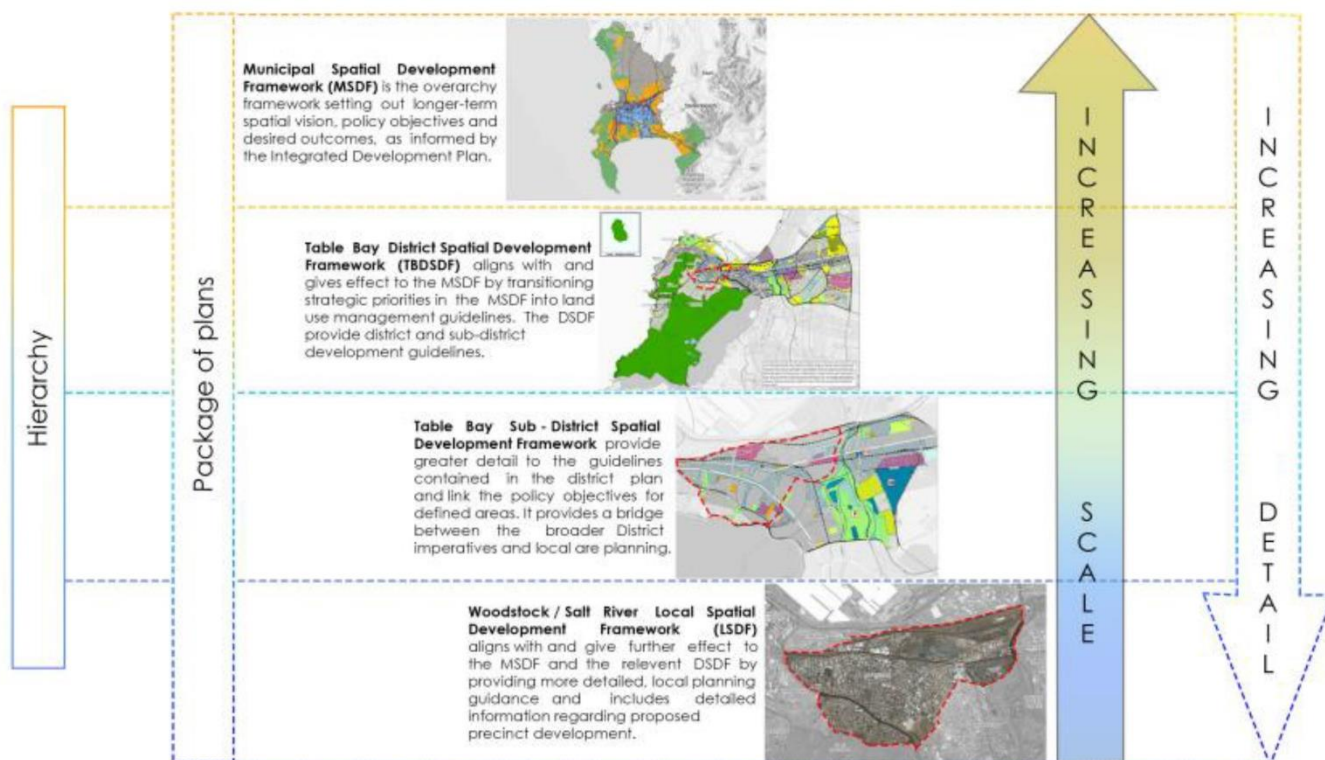 Hierarchy
Package of plans
Municipal Spatial Development
Framework (MSDF) is the overarchy
framework setting out longer-term
spatial vision, policy objectives and
desired outcomes, as informed by
the Integrated Development Plan.
Table Bay District Spatial Development
Framework (TBDSDF) aligns with and
gives effect to the MSDF by transitioning
strategic priorities in the MSDF into land
use management guidelines. The DSDF
provide district and sub-district
development guidelines.
Table Bay Sub - District Spatial
Development Framework provide
greater detail to the guidelines
contained in the district plan
and link the policy objectives for
defined areas. It provides a bridge
between the broader District
imperatives and local are planning.
Woodstock / Salt River Local Spatial
Development Framework (LSDF)
aligns with and give further effect to
the MSDF and the relevent DSDF by
providing more detailed, local planning
guidance and includes detailed
information regarding proposed
precinct development.
INCREASING SCALE
INCREASING DETAIL